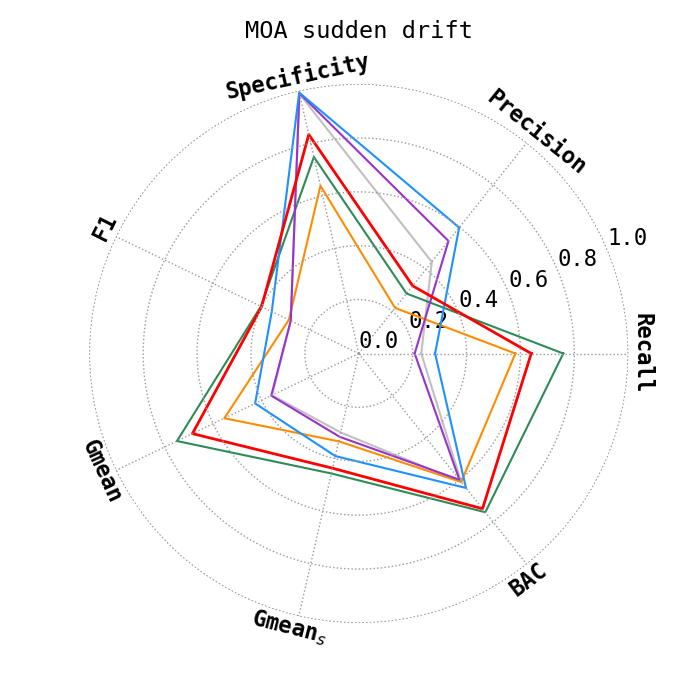 MOA sudden drift
Specificity
Precision
F1
1.0
0.8
0.6
0.4
0.2
0.0
Recall
Gmean
BAC
Gmeanₛ